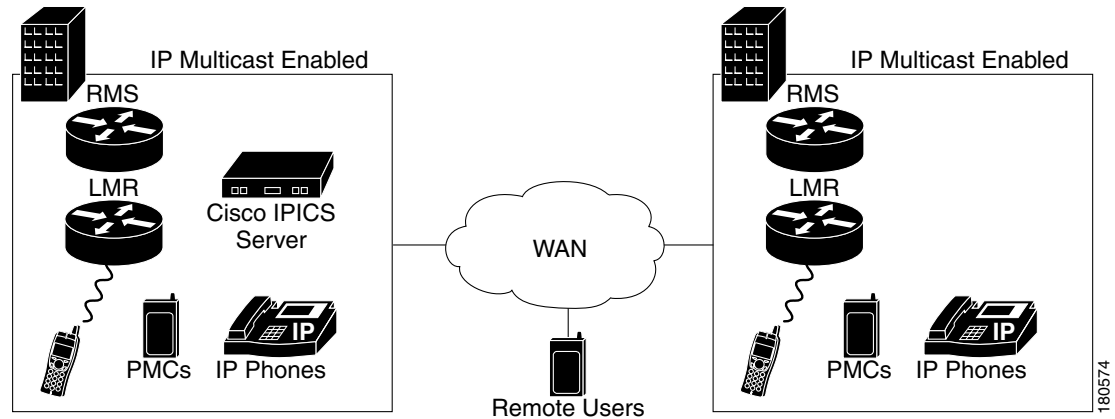 IP Multicast Enabled
RMS
LMR
Cisco IPICS
Server
IP
PMCs
IP Phones
WAN
Remote Users
IP Multicast Enabled
RMS
LMR
IP
PMCs
IP Phones
180574